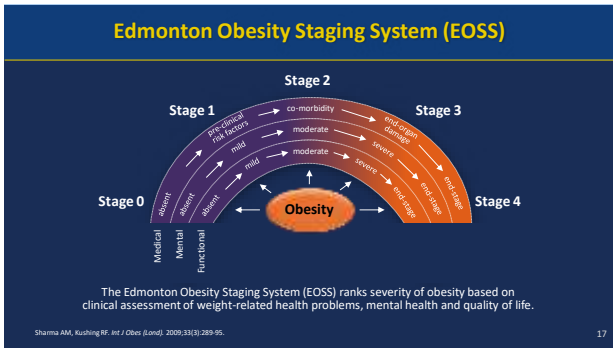 Edmonton Obesity Staging System (EOSS)
Stage 2
Stage 1
Stage 3
Stage 0
Stage 4
absent
pre-clinical
risk factors
co-morbidity
end-organ
damage
end-stage
absent
mild
moderate
severe
end-stage
absent
mild
moderate
severe
end-stage
Obesity
Medical
Mental
Functional
The Edmonton Obesity Staging System (EOSS) ranks severity of obesity based on
clinical assessment of weight-related health problems, mental health and quality of life.
Sharma AM, Kushing RF. Int J Obes (Lond). 2009;33(3):289-95.
17